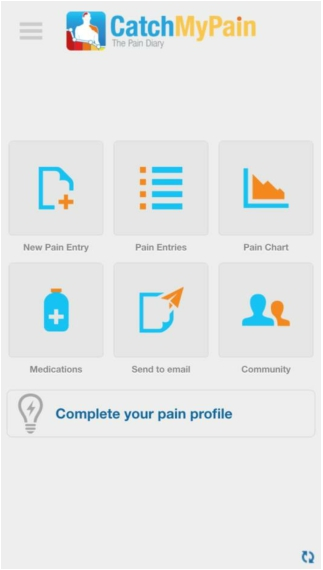 CatchMyPain
The Pain Diary
New Pain Entry
Pain Entries
Pain Chart
Medications
Send to email
Community
Complete your pain profile